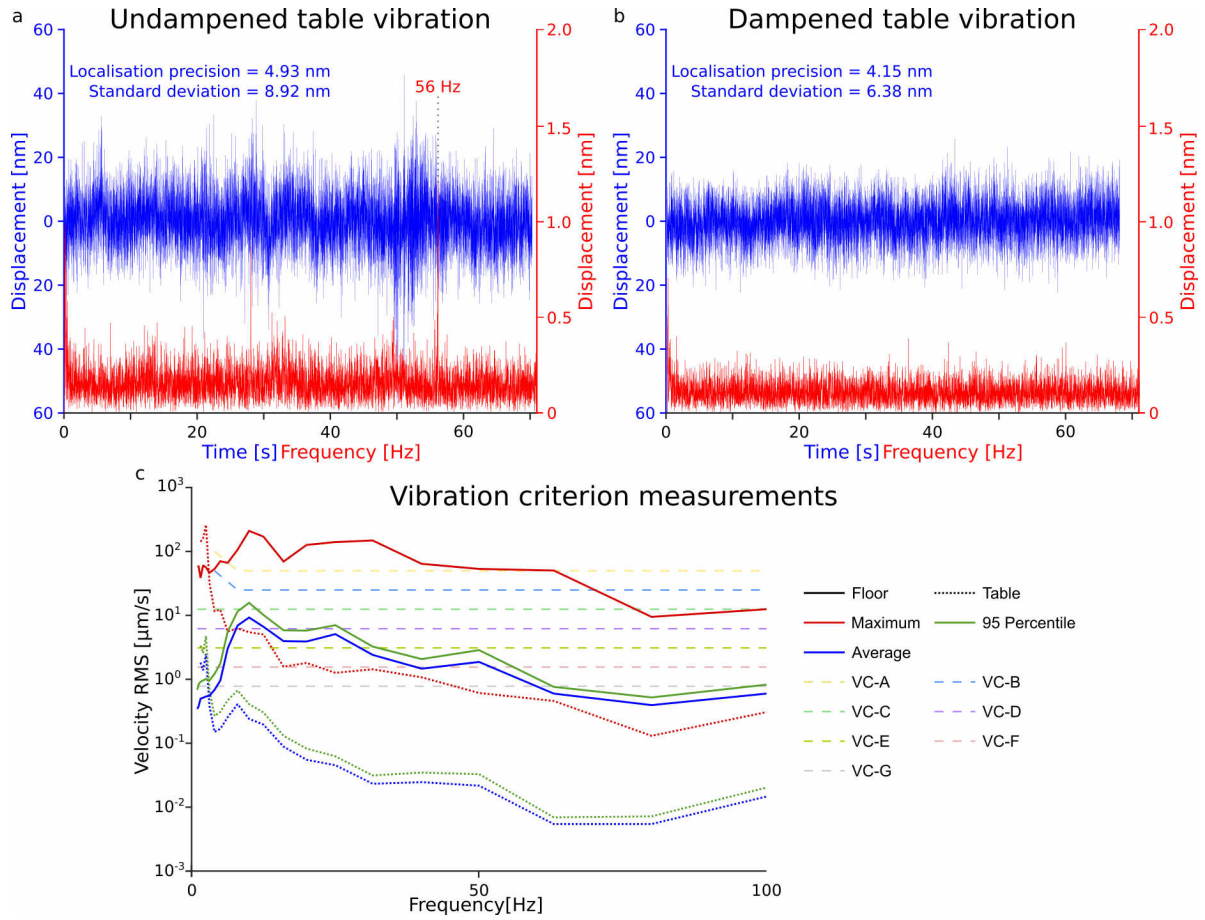 a
Undampened table vibration
60
40
20
0
20
40
60
Displacement [nm]
Localisation precision = 4.93 nm
Standard deviation = 8.92 nm
56 Hz
2.0
1.5
1.0
0.5
0
Displacement [nm]
0
20
40
60
Time [s] Frequency [Hz]
b
Dampened table vibration
60
40
20
0
20
40
60
Displacement [nm]
Localisation precision = 4.15 nm
Standard deviation = 6.38 nm
2.0
1.5
1.0
0.5
0
Displacement [nm]
0
20
40
60
Time [s] Frequency [Hz]
c
Vibration criterion measurements
10³
10²
10¹
10⁰
10⁻¹
10⁻²
10⁻³
Velocity RMS [µm/s]
0
50
100
Frequency[Hz]
Floor
Table
Maximum
95 Percentile
Average
VC-A
VC-B
VC-C
VC-D
VC-E
VC-F
VC-G